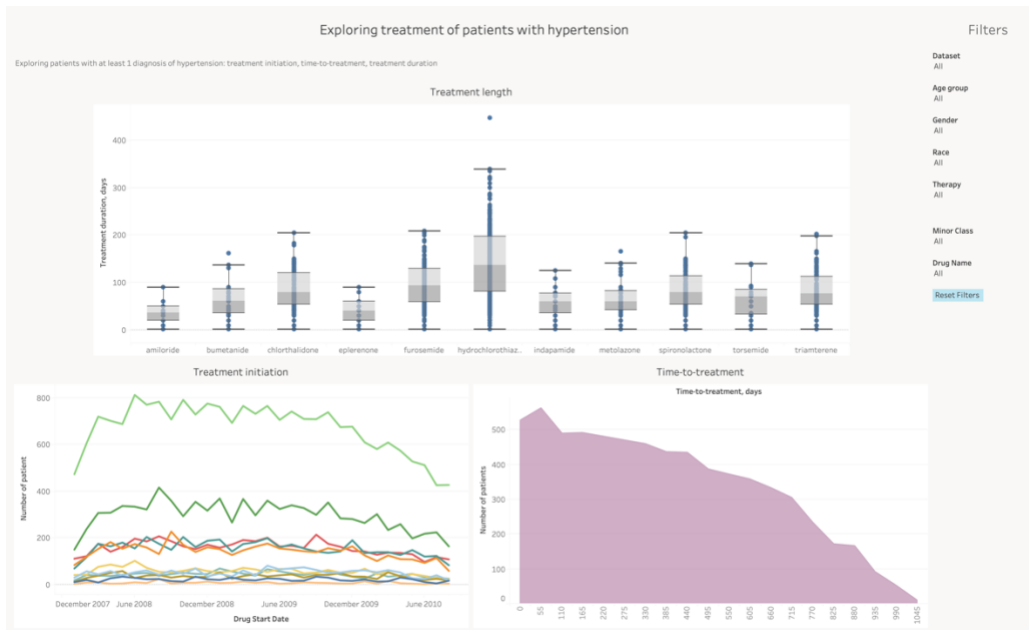 Exploring treatment of patients with hypertension
Exploring patients with at least 1 diagnosis of hypertension: treatment initiation, time-to-treatment, treatment duration
Treatment length
Treatment duration, days
400
300
200
100
0
amiloride bumetanide chlorthalidone eplerenone furosemide hydrochlorothiaz.. indapamide metolazone spironolactone torsemide triamterene
Treatment initiation
Number of patient
800
600
400
200
0
December 2007 June 2008 December 2008 June 2009 December 2009 June 2010
Drug Start Date
Time-to-treatment
Time-to-treatment, days
Number of patients
500
400
300
200
100
0
0 55 110 165 220 275 330 385 440 495 550 605 660 715 770 825 880 935 990 1045
Filters
Dataset
All
Age group
All
Gender
All
Race
All
Therapy
All
Minor Class
All
Drug Name
All
Reset Filters